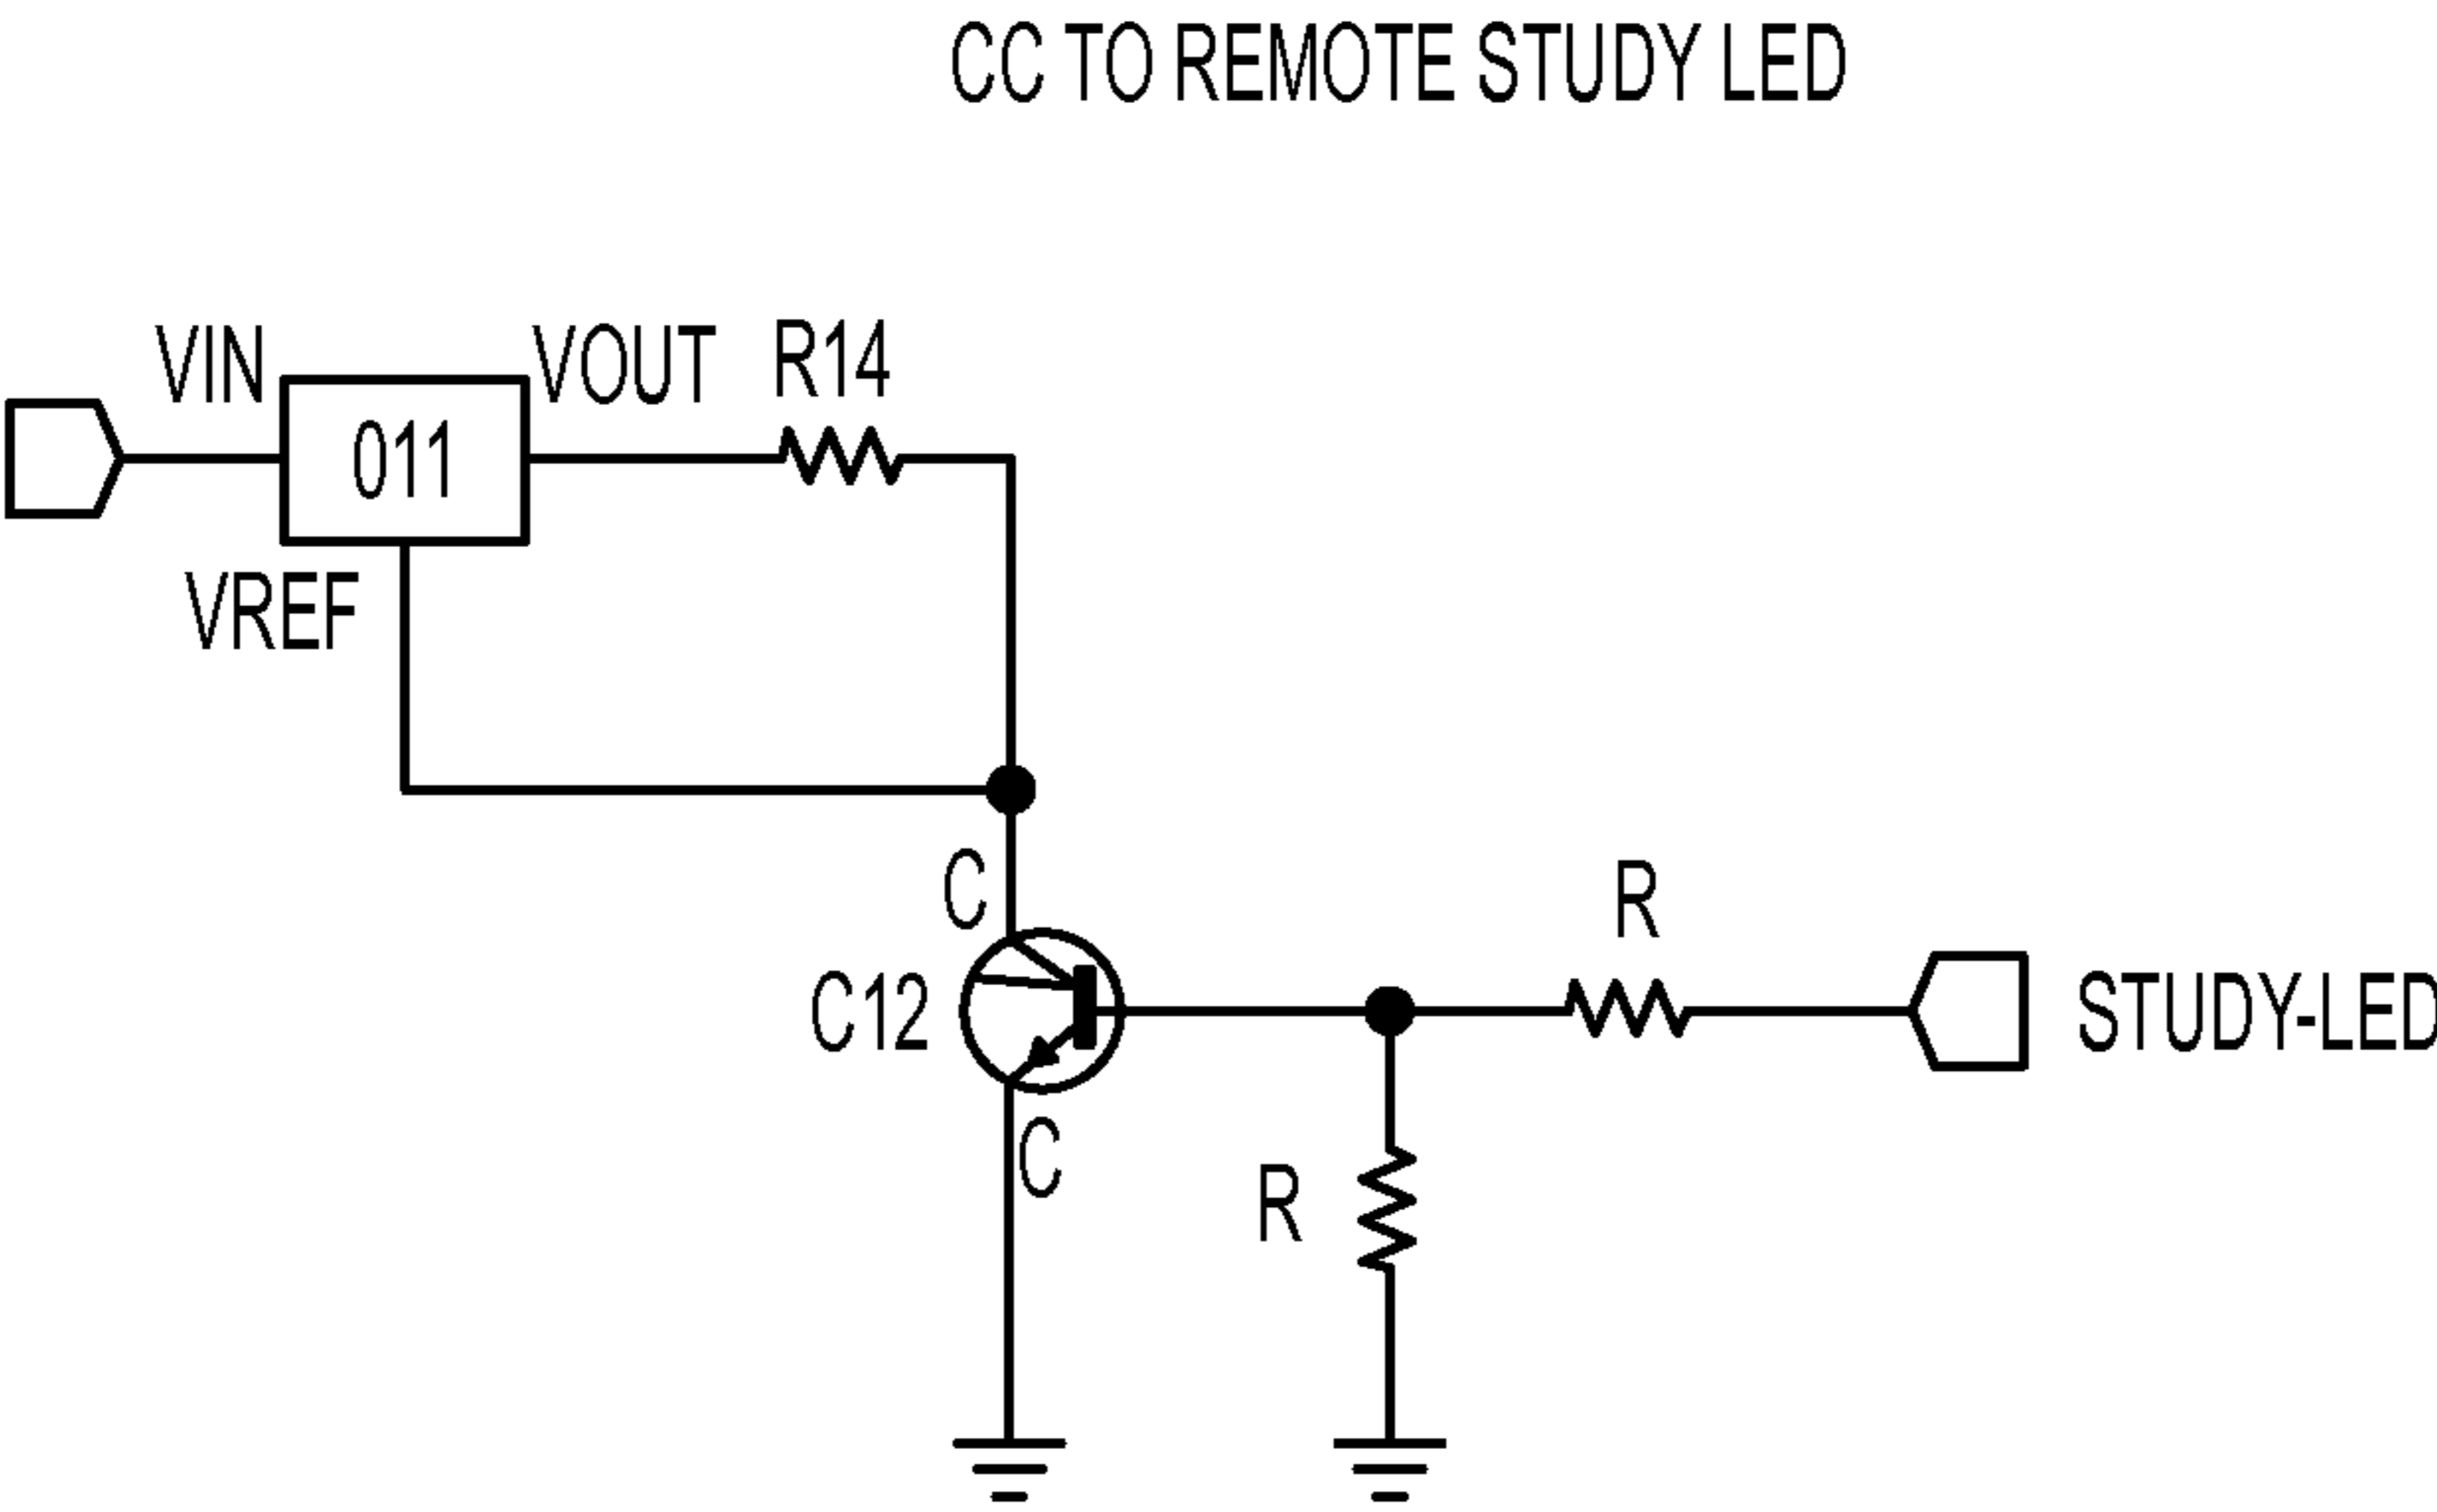 CC TO REMOTE STUDY LED
VIN
VOUT
R14
011
VREF
C
R
C12
STUDY-LED
C
R